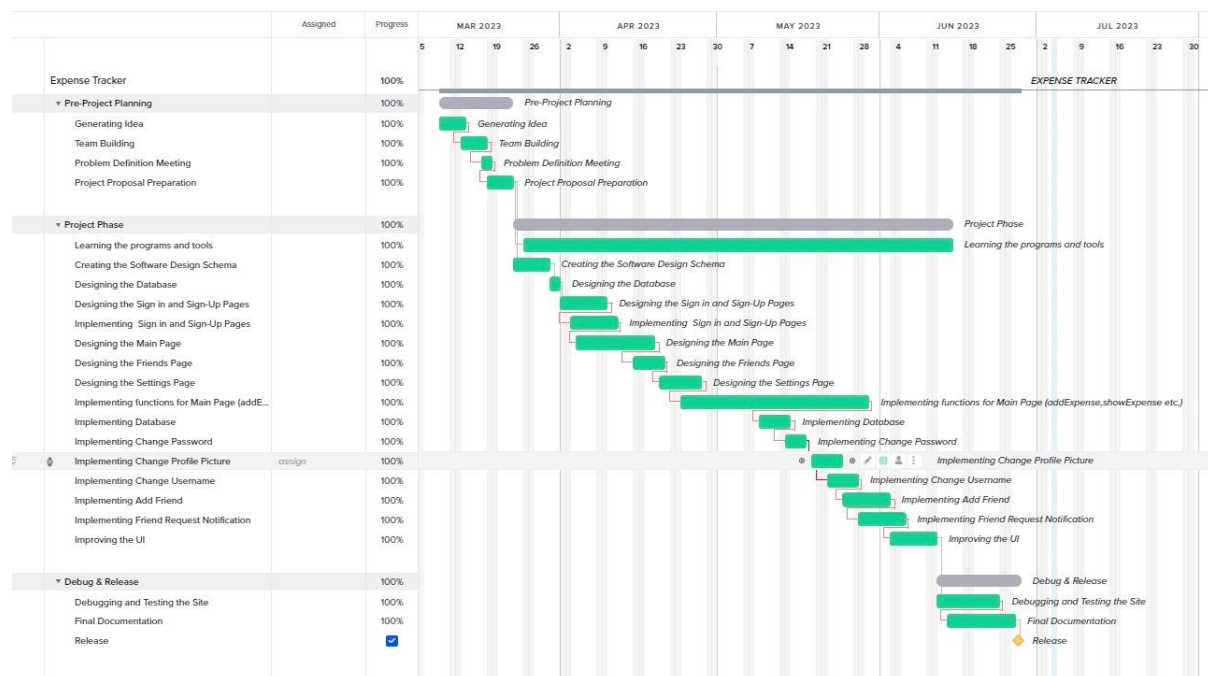 Assigned Progress MAR 2023 APR 2023 MAY 2023 JUN 2023 JUL 2023
5 12 19 26 2 9 16 23 30 7 14 21 28 4 11 18 25 2 9 16 23 30
Expense Tracker 100% EXPENSE TRACKER
Pre-Project Planning 100% Pre-Project Planning
Generating Idea 100% Generating Idea
Team Building 100% Team Building
Problem Definition Meeting 100% Problem Definition Meeting
Project Proposal Preparation 100% Project Proposal Preparation
Project Phase 100% Project Phase
Learning the programs and tools 100% Learning the programs and tools
Creating the Software Design Schema 100% Creating the Software Design Schema
Designing the Database 100% Designing the Database
Designing the Sign in and Sign-Up Pages 100% Designing the Sign in and Sign-Up Pages
Implementing Sign in and Sign-Up Pages 100% Implementing Sign in and Sign-Up Pages
Designing the Main Page 100% Designing the Main Page
Designing the Friends Page 100% Designing the Friends Page
Designing the Settings Page 100% Designing the Settings Page
Implementing functions for Main Page (addE... 100% Implementing functions for Main Page (addExpense,showExpense etc.)
Implementing Database 100% Implementing Database
Implementing Change Password 100% Implementing Change Password
Implementing Change Profile Picture assign 100% Implementing Change Profile Picture
Implementing Change Username 100% Implementing Change Username
Implementing Add Friend 100% Implementing Add Friend
Implementing Friend Request Notification 100% Implementing Friend Request Notification
Improving the UI 100% Improving the UI
Debug & Release 100% Debug & Release
Debugging and Testing the Site 100% Debugging and Testing the Site
Final Documentation 100% Final Documentation
Release Release